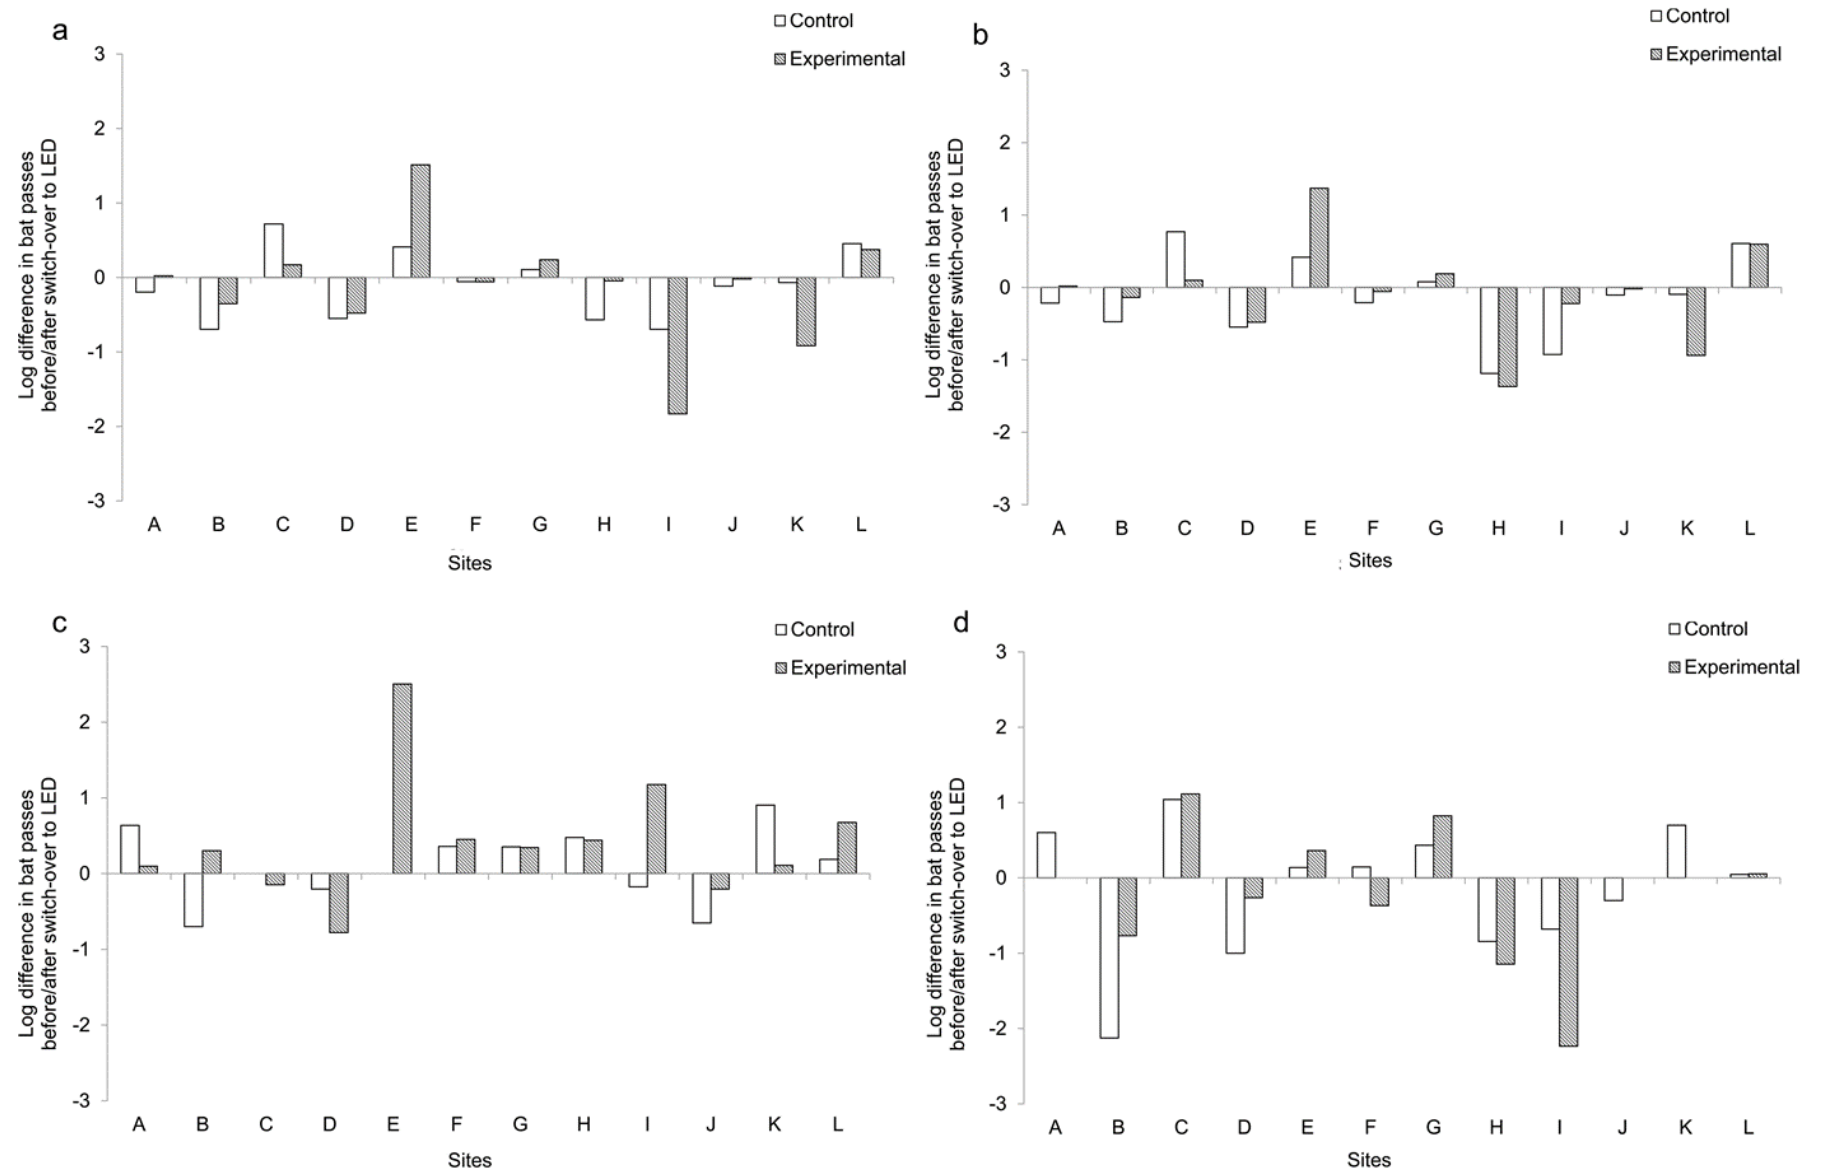 a
Control
Experimental
3
2
1
0
-1
-2
-3
Log difference in bat passes
before/after switch-over to LED
A B C D E F G H I J K L
Sites
b
Control
Experimental
3
2
1
0
-1
-2
-3
Log difference in bat passes
before/after switch-over to LED
A B C D E F G H I J K L
Sites
c
Control
Experimental
3
2
1
0
-1
-2
-3
Log difference in bat passes
before/after switch-over to LED
A B C D E F G H I J K L
Sites
d
Control
Experimental
3
2
1
0
-1
-2
-3
Log difference in bat passes
before/after switch-over to LED
A B C D E F G H I J K L
Sites